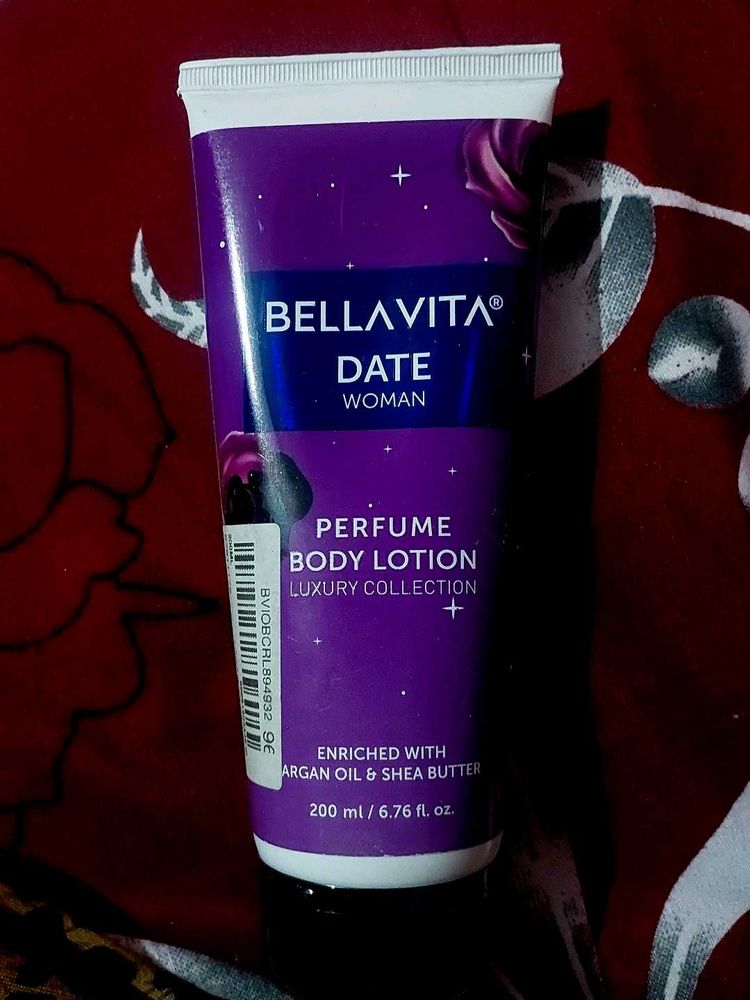 BELLAVITA®
DATE
WOMAN
PERFUME
BODY LOTION
LUXURY COLLECTION
ENRICHED WITH
ARGAN OIL & SHEA BUTTER
200 ml / 6.76 fl. oz.
BVIOBCRL894932